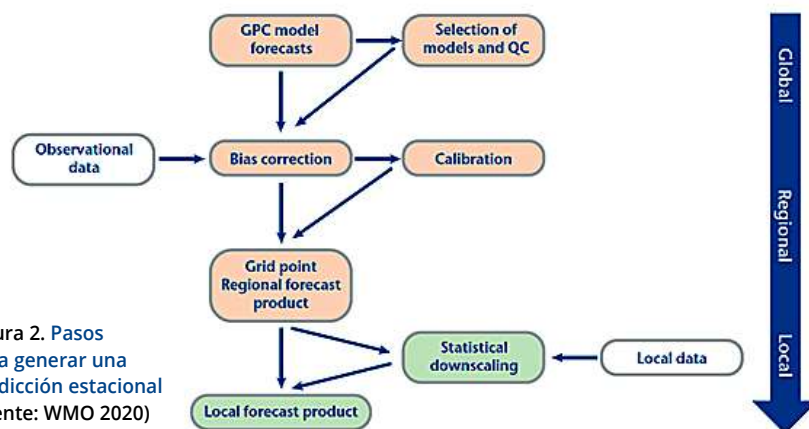 GPC model
forecasts
Selection of
models and QC
Observational
data
Bias correction
Calibration
Grid point
Regional forecast
product
Statistical
downscaling
Local data
Local forecast product
Global
Regional
Local
ura 2. Pasos
a generar una
dicción estacional
ente: WMO 2020)